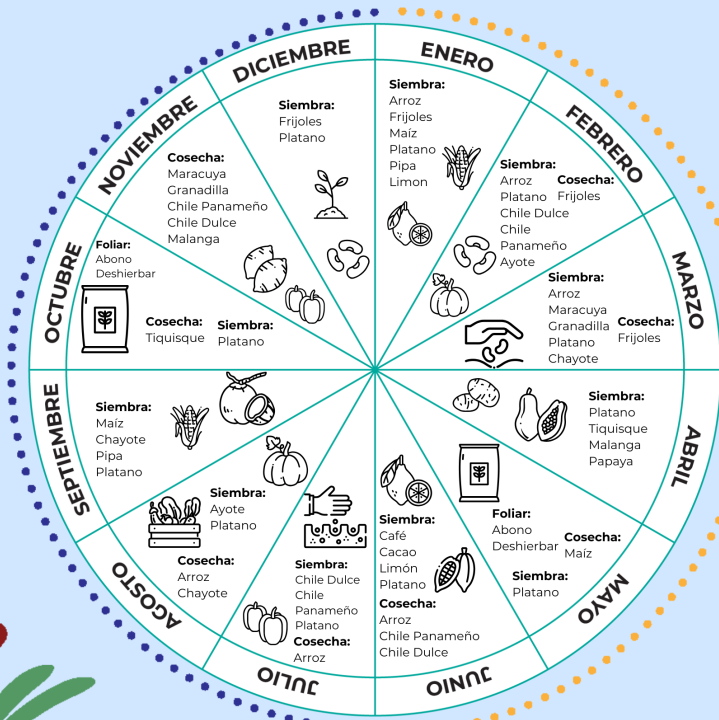 ENERO
Siembra:
Arroz
Frijoles
Maíz
Platano
Pipa
Limon
FEBRERO
Siembra:
Arroz
Platano
Chile Dulce
Chile
Panameño
Ayote
Cosecha:
Frijoles
MARZO
Siembra:
Arroz
Maracuya
Granadilla
Platano
Chayote
Cosecha:
Frijoles
ABRIL
Siembra:
Platano
Tiquisque
Malanga
Papaya
MAYO
Foliar:
Abono
Deshierbar
Cosecha:
Maíz
Siembra:
Platano
JUNIO
Siembra:
Café
Cacao
Limón
Platano
Cosecha:
Arroz
Chile Panameño
Chile Dulce
JULIO
Siembra:
Chile Dulce
Chile
Panameño
Platano
Cosecha:
Arroz
AGOSTO
Siembra:
Ayote
Platano
Cosecha:
Arroz
Chayote
SEPTIEMBRE
Siembra:
Maíz
Chayote
Pipa
Platano
OCTUBRE
Foliar:
Abono
Deshierbar
Cosecha:
Tiquisque
Siembra:
Platano
NOVIEMBRE
Cosecha:
Maracuya
Granadilla
Chile Panameño
Chile Dulce
Malanga
DICIEMBRE
Siembra:
Frijoles
Platano